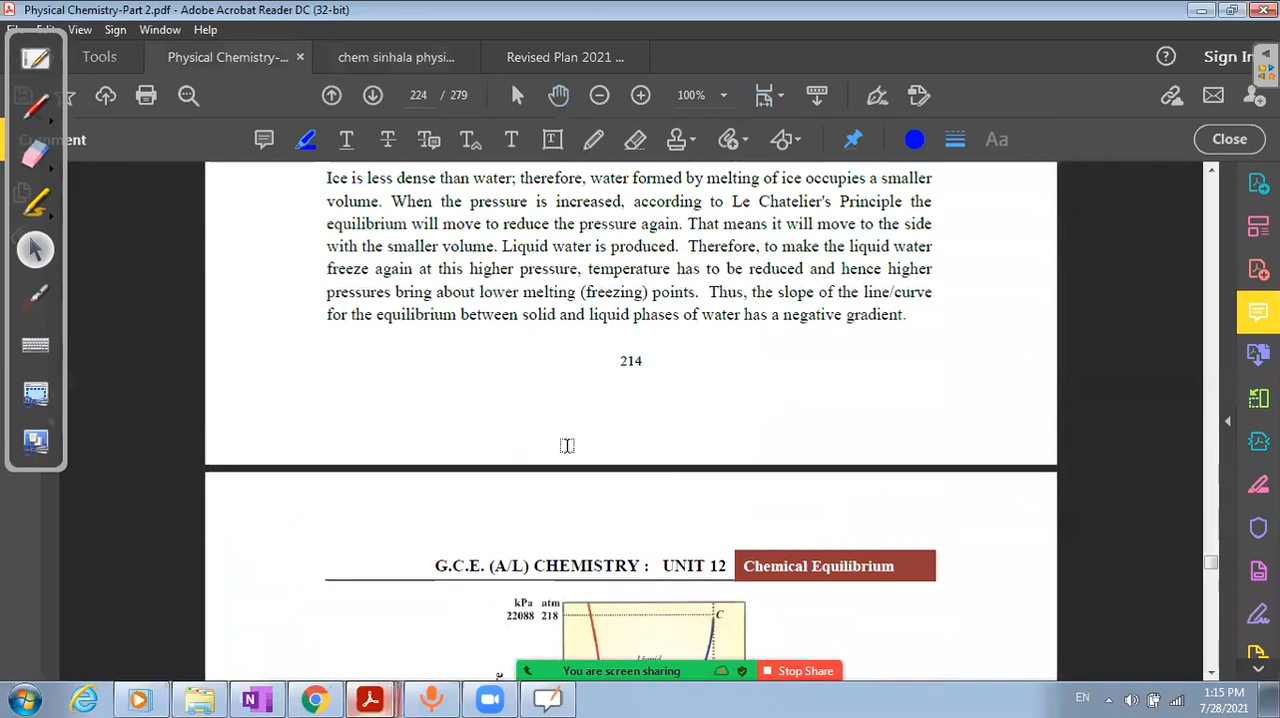 Physical Chemistry-Part 2.pdf - Adobe Acrobat Reader DC (32-bit)
View Sign Window Help
Tools Physical Chemistry-... × chem sinhala physi... Revised Plan 2021 ... Sign In
224 / 279 100%
Comment Close
Ice is less dense than water; therefore, water formed by melting of ice occupies a smaller
volume. When the pressure is increased, according to Le Chatelier's Principle the
equilibrium will move to reduce the pressure again. That means it will move to the side
with the smaller volume. Liquid water is produced. Therefore, to make the liquid water
freeze again at this higher pressure, temperature has to be reduced and hence higher
pressures bring about lower melting (freezing) points. Thus, the slope of the line/curve
for the equilibrium between solid and liquid phases of water has a negative gradient.
214
G.C.E. (A/L) CHEMISTRY : UNIT 12 Chemical Equilibrium
kPa atm
22088 218 C
Liquid
You are screen sharing Stop Share
EN 1:15 PM
7/28/2021